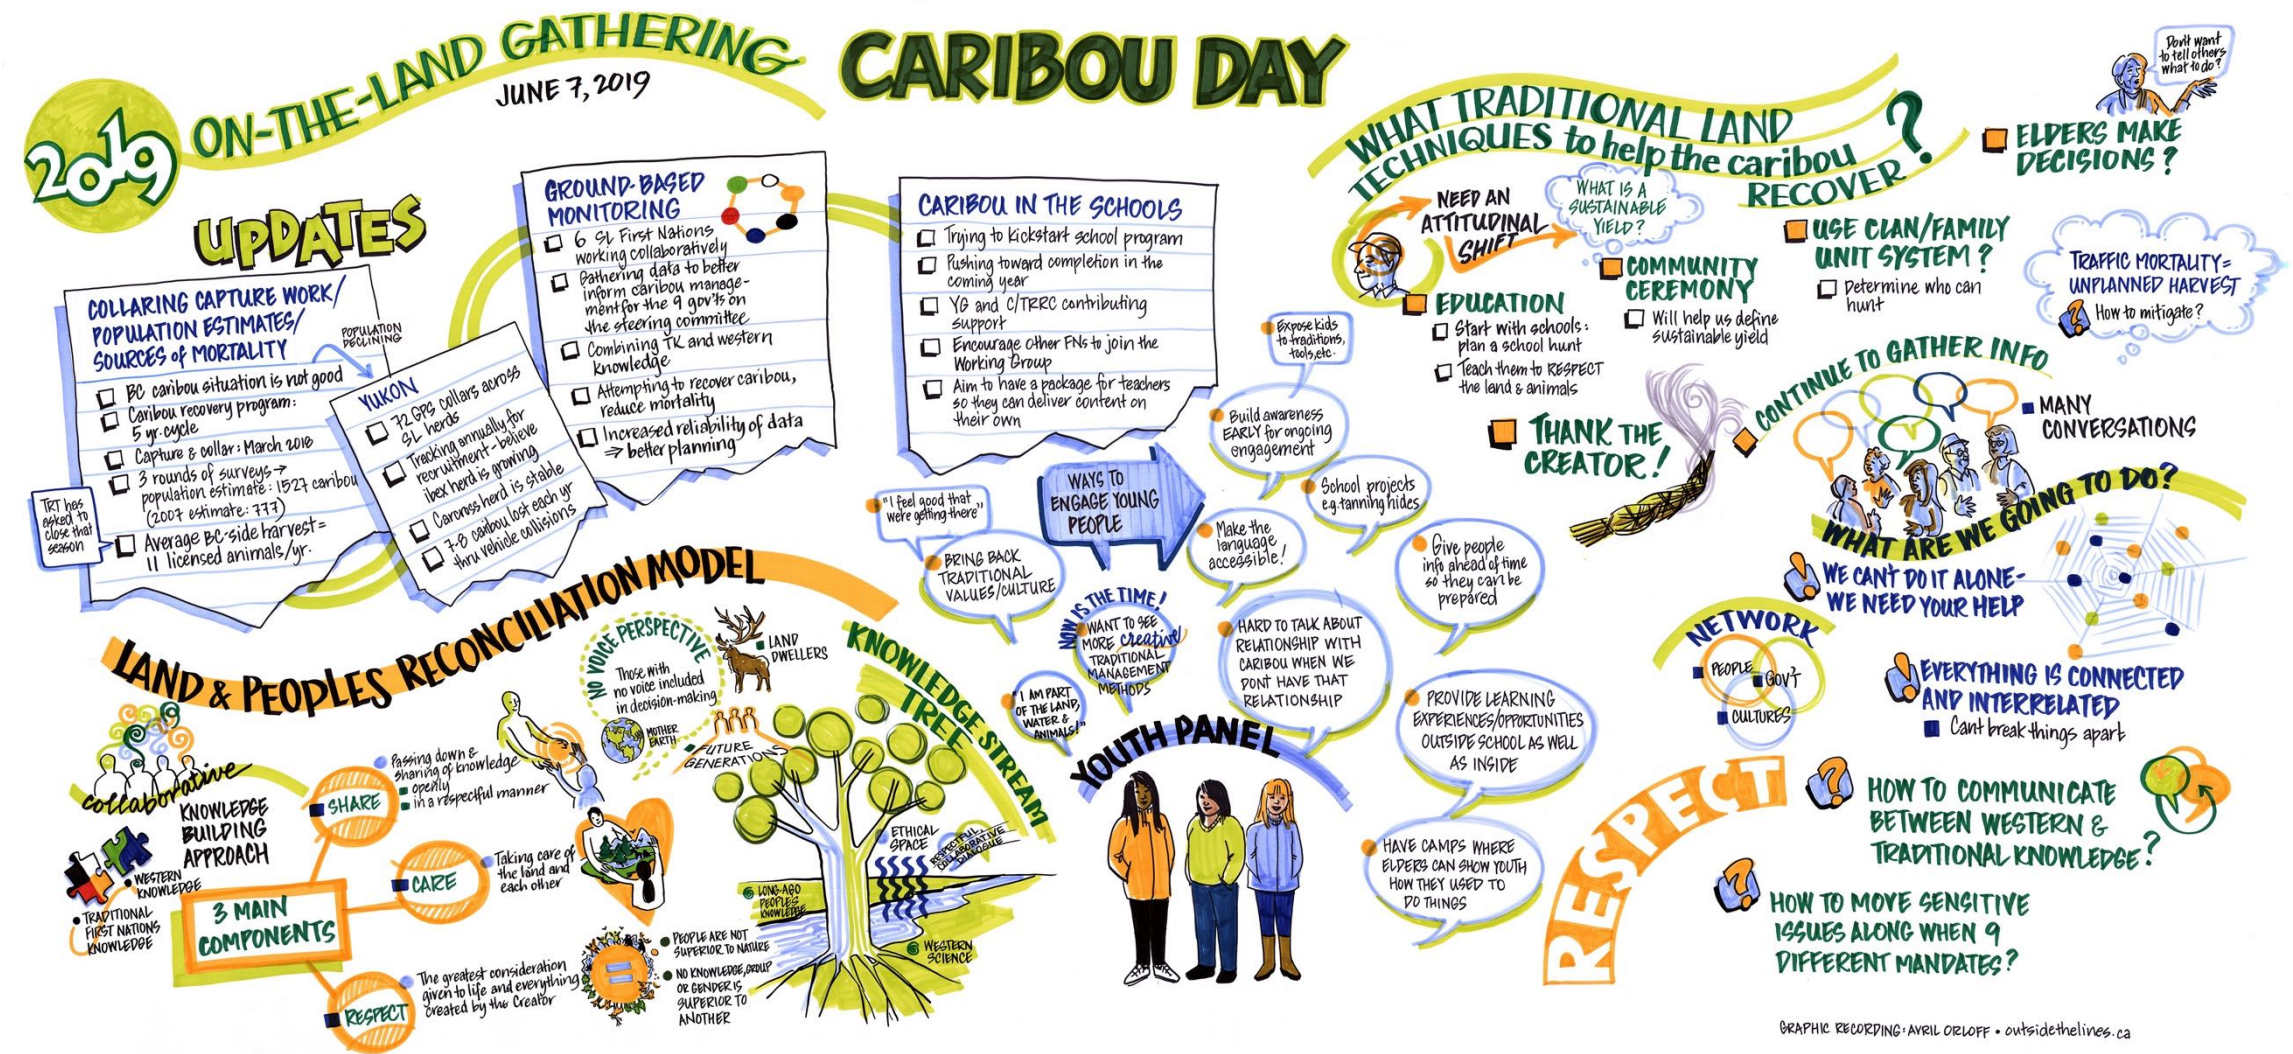 2019
ON-THE-LAND GATHERING
JUNE 7, 2019
CARIBOU DAY
UPDATES
COLLARING CAPTURE WORK/
POPULATION ESTIMATES/
SOURCES of MORTALITY
POPULATION
DECLINING
BC caribou situation is not good
Caribou recovery program:
5 yr. cycle
Capture & collar: March 2018
3 rounds of surveys →
population estimate: 1527 caribou
(2007 estimate: 777)
Average BC-side harvest =
11 licensed animals/yr.
TRT has
asked to
close that
season
YUKON
72 GPS collars across
SL herds
Tracking annually for
recruitment - believe
ibex herd is growing
Carcross herd is stable
7-8 caribou lost each yr
thru vehicle collisions
GROUND-BASED
MONITORING
6 SL First Nations
working collaboratively
Gathering data to better
inform caribou manage-
ment for the 9 gov'ts on
the steering committee
Combining TK and western
knowledge
Attempting to recover caribou,
reduce mortality
Increased reliability of data
⇒ better planning
CARIBOU IN THE SCHOOLS
Trying to kickstart school program
Pushing toward completion in the
coming year
YG and C/TRRC contributing
support
Encourage other FNs to join the
Working Group
Aim to have a package for teachers
so they can deliver content on
their own
WHAT TRADITIONAL LAND
TECHNIQUES to help the caribou
RECOVER?
NEED AN
ATTITUDINAL
SHIFT
WHAT IS A
SUSTAINABLE
YIELD?
EDUCATION
Start with schools:
plan a school hunt
Teach them to RESPECT
the land & animals
COMMUNITY
CEREMONY
Will help us define
sustainable yield
USE CLAN/FAMILY
UNIT SYSTEM?
Determine who can
hunt
Don't want
to tell others
what to do?
ELDERS MAKE
DECISIONS?
TRAFFIC MORTALITY =
UNPLANNED HARVEST
How to mitigate?
THANK THE
CREATOR!
CONTINUE TO GATHER INFO
MANY
CONVERSATIONS
WHAT ARE WE GOING TO DO?
WE CAN'T DO IT ALONE-
WE NEED YOUR HELP
NETWORK
PEOPLE
GOV'T
CULTURES
EVERYTHING IS CONNECTED
AND INTERRELATED
Can't break things apart
RESPECT
HOW TO COMMUNICATE
BETWEEN WESTERN &
TRADITIONAL KNOWLEDGE?
HOW TO MOVE SENSITIVE
ISSUES ALONG WHEN 9
DIFFERENT MANDATES?
WAYS TO
ENGAGE YOUNG
PEOPLE
Expose kids
to traditions,
tools, etc.
Build awareness
EARLY for ongoing
engagement
School projects
e.g. tanning hides
Make the
language
accessible!
Give people
info ahead of time
so they can be
prepared
"I feel good that
we're getting there"
BRING BACK
TRADITIONAL
VALUES/CULTURE
NOW IS THE TIME!
WANT TO SEE
MORE creative
TRADITIONAL
MANAGEMENT
METHODS
HARD TO TALK ABOUT
RELATIONSHIP WITH
CARIBOU WHEN WE
DON'T HAVE THAT
RELATIONSHIP
"I AM PART
OF THE LAND,
WATER &
ANIMALS!"
PROVIDE LEARNING
EXPERIENCES/OPPORTUNITIES
OUTSIDE SCHOOL AS WELL
AS INSIDE
HAVE CAMPS WHERE
ELDERS CAN SHOW YOUTH
HOW THEY USED TO
DO THINGS
YOUTH PANEL
LAND & PEOPLES RECONCILIATION MODEL
NO VOICE PERSPECTIVE
Those with
no voice included
in decision-making
LAND
DWELLERS
MOTHER
EARTH
FUTURE
GENERATIONS
collaborative
KNOWLEDGE
BUILDING
APPROACH
WESTERN
KNOWLEDGE
TRADITIONAL
FIRST NATIONS
KNOWLEDGE
3 MAIN
COMPONENTS
SHARE
Passing down &
sharing of knowledge
openly
in a respectful manner
CARE
Taking care of
the land and
each other
RESPECT
The greatest consideration
given to life and everything
created by the Creator
=
PEOPLE ARE NOT
SUPERIOR TO NATURE
NO KNOWLEDGE, GROUP
OR GENDER IS
SUPERIOR TO
ANOTHER
KNOWLEDGE STREAM
TREE
ETHICAL
SPACE
RESPECTFUL,
COLLABORATIVE
DIALOGUE
LONG-AGO
PEOPLES
KNOWLEDGE
WESTERN
SCIENCE
GRAPHIC RECORDING: AVRIL ORLOFF • outsidethelines.ca